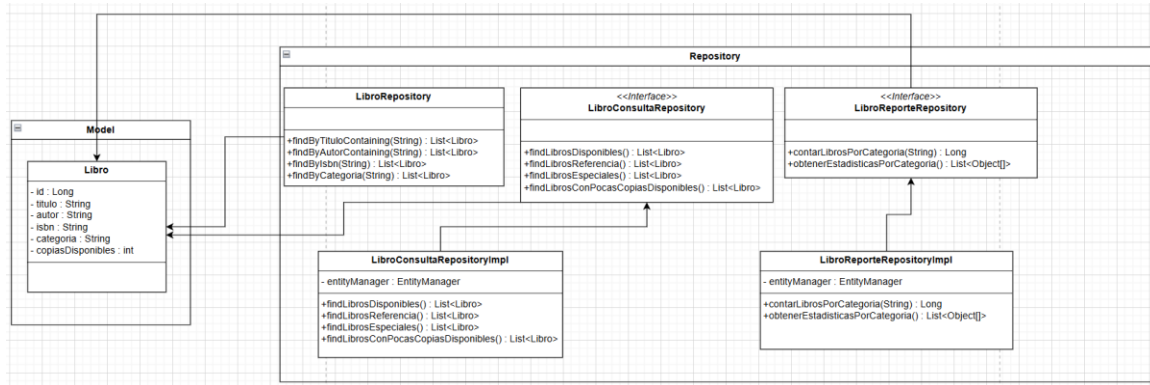 Repository
LibroRepository
+findByTituloContaining(String) : List<Libro>
+findByAutorContaining(String) : List<Libro>
+findByIsbn(String) : List<Libro>
+findByCategoria(String) : List<Libro>
<<Interface>>
LibroConsultaRepository
+findLibrosDisponibles() : List<Libro>
+findLibrosReferencia() : List<Libro>
+findLibrosEspeciales() : List<Libro>
+findLibrosConPocasCopiasDisponibles() : List<Libro>
<<Interface>>
LibroReporteRepository
+contarLibrosPorCategoria(String) : Long
+obtenerEstadisticasPorCategoria() : List<Object[]>
Model
Libro
- id : Long
- titulo : String
- autor : String
- isbn : String
- categoria : String
- copiasDisponibles : int
LibroConsultaRepositoryImpl
- entityManager : EntityManager
+findLibrosDisponibles() : List<Libro>
+findLibrosReferencia() : List<Libro>
+findLibrosEspeciales() : List<Libro>
+findLibrosConPocasCopiasDisponibles() : List<Libro>
LibroReporteRepositoryImpl
- entityManager : EntityManager
+contarLibrosPorCategoria(String) : Long
+obtenerEstadisticasPorCategoria() : List<Object[]>